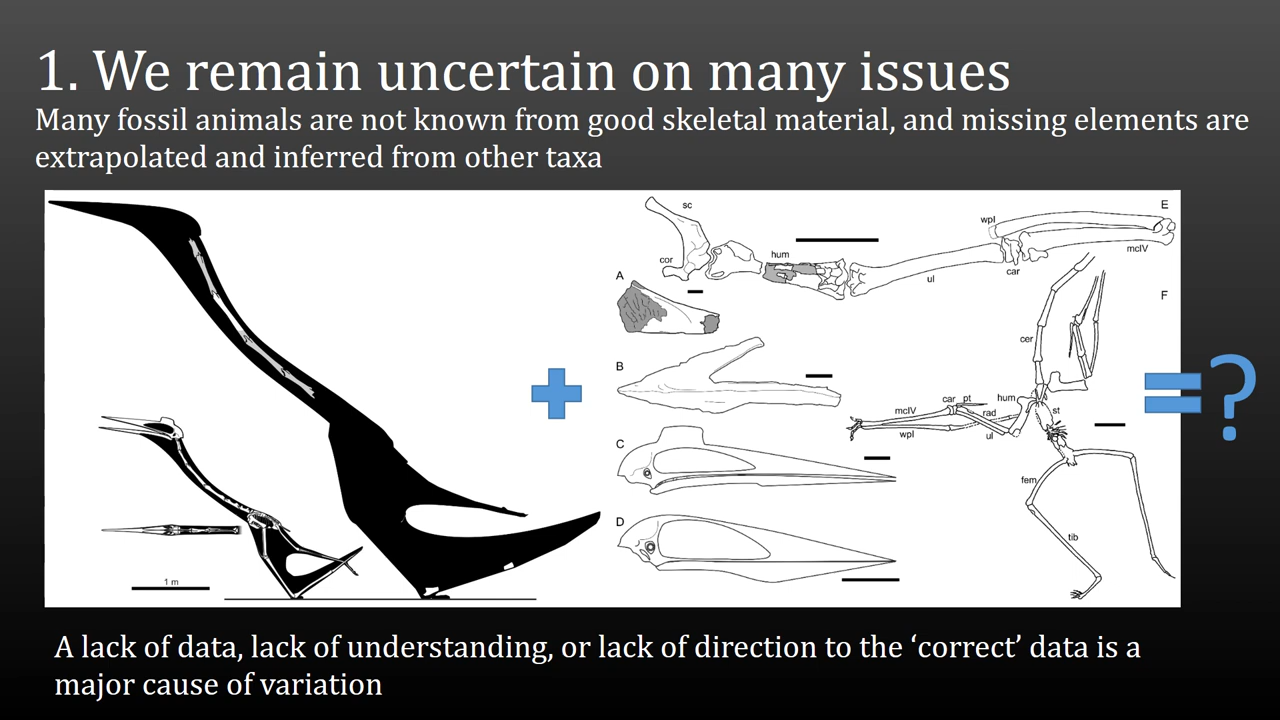 1. We remain uncertain on many issues
Many fossil animals are not known from good skeletal material, and missing elements are
extrapolated and inferred from other taxa
sc
E
wpI
cor
hum
mcIV
A
ul
car
F
cer
B
car pt
hum
mcIV
rad
st
wpI
ul
C
fem
D
tib
1 m
=?
A lack of data, lack of understanding, or lack of direction to the ‘correct’ data is a
major cause of variation